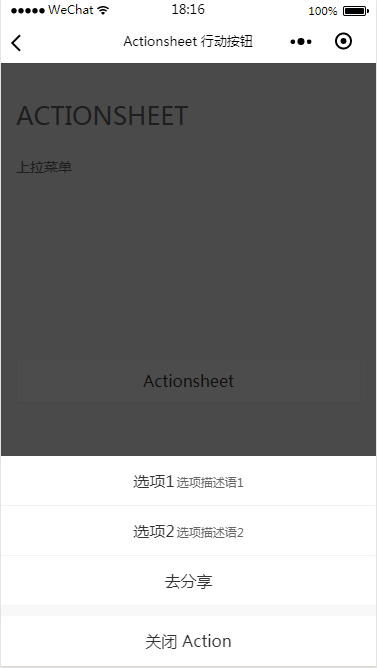 WeChat 18:16 100%
Actionsheet 行动按钮
ACTIONSHEET
上拉菜单
Actionsheet
选项1 选项描述语1
选项2 选项描述语2
去分享
关闭 Action